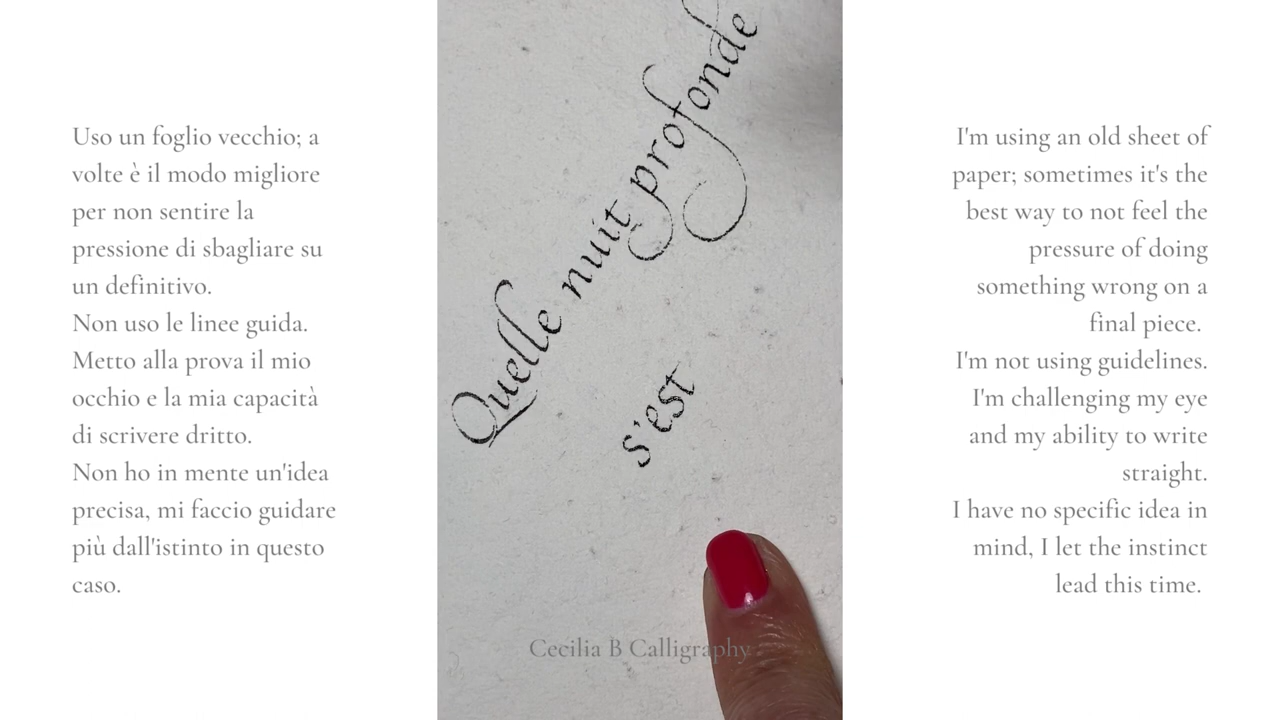 Uso un foglio vecchio; a
volte è il modo migliore
per non sentire la
pressione di sbagliare su
un definitivo.
Non uso le linee guida.
Metto alla prova il mio
occhio e la mia capacità
di scrivere dritto.
Non ho in mente un'idea
precisa, mi faccio guidare
più dall'istinto in questo
caso.
Quelle nuit profonde
s'est
Cecilia B Calligraphy
I'm using an old sheet of
paper; sometimes it's the
best way to not feel the
pressure of doing
something wrong on a
final piece.
I'm not using guidelines.
I'm challenging my eye
and my ability to write
straight.
I have no specific idea in
mind, I let the instinct
lead this time.